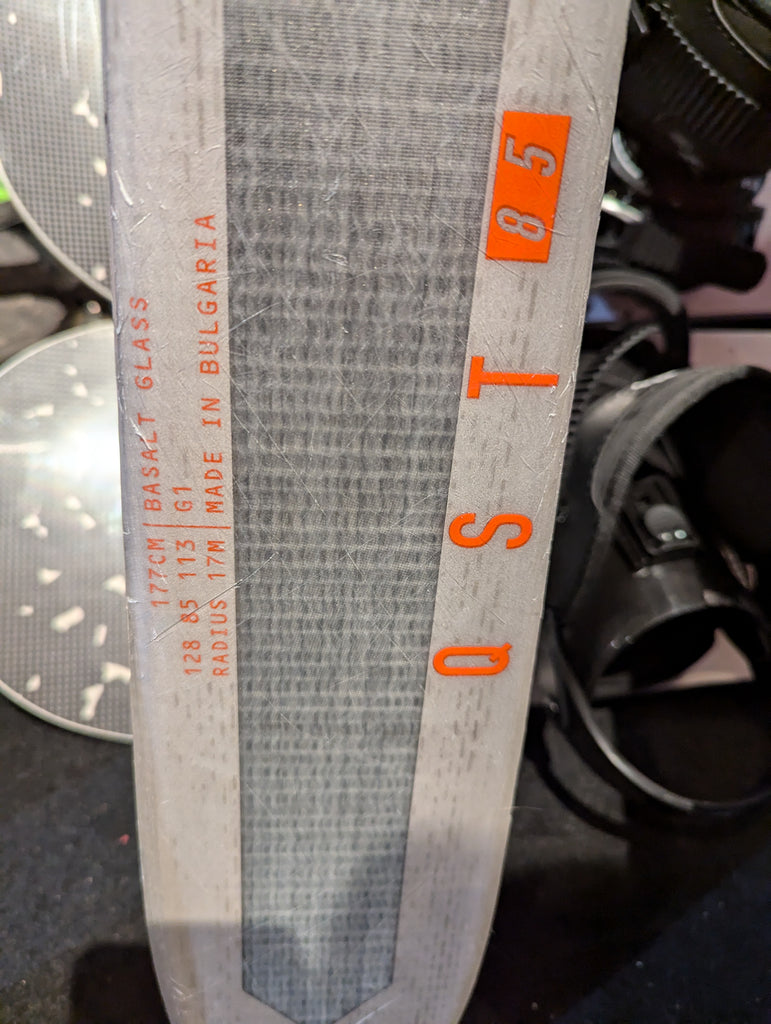 177CM | BASALT GLASS
128 85 113 | G1
RADIUS 17M | MADE IN BULGARIA
QST 85